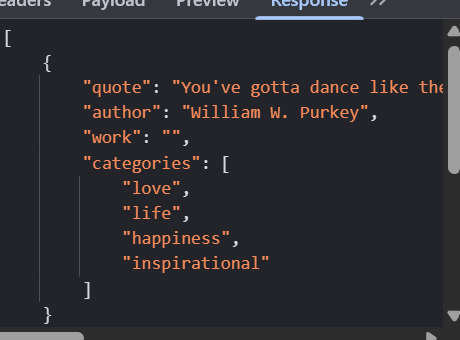 Headers Payload Preview Response
[
    {
        "quote": "You've gotta dance like the
        "author": "William W. Purkey",
        "work": "",
        "categories": [
            "love",
            "life",
            "happiness",
            "inspirational"
        ]
    }